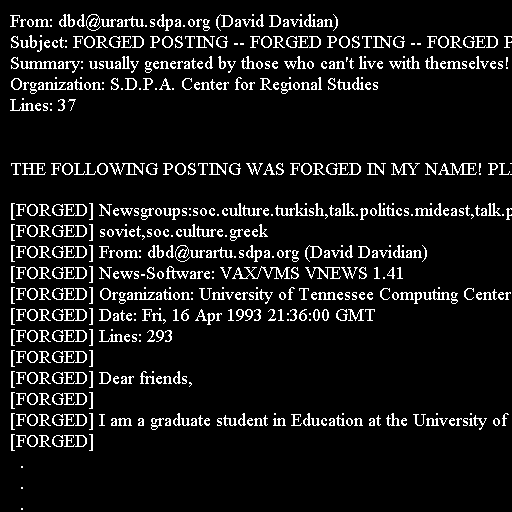 From: dbd@urartu.sdpa.org (David Davidian)
Subject: FORGED POSTING -- FORGED POSTING -- FORGED P
Summary: usually generated by those who can't live with themselves!
Organization: S.D.P.A. Center for Regional Studies
Lines: 37
THE FOLLOWING POSTING WAS FORGED IN MY NAME! PL
[FORGED] Newsgroups:soc.culture.turkish,talk.politics.mideast,talk.p
[FORGED] soviet,soc.culture.greek
[FORGED] From: dbd@urartu.sdpa.org (David Davidian)
[FORGED] News-Software: VAX/VMS VNEWS 1.41
[FORGED] Organization: University of Tennessee Computing Center
[FORGED] Date: Fri, 16 Apr 1993 21:36:00 GMT
[FORGED] Lines: 293
[FORGED]
[FORGED] Dear friends,
[FORGED]
[FORGED] I am a graduate student in Education at the University of
[FORGED]
.
.
.